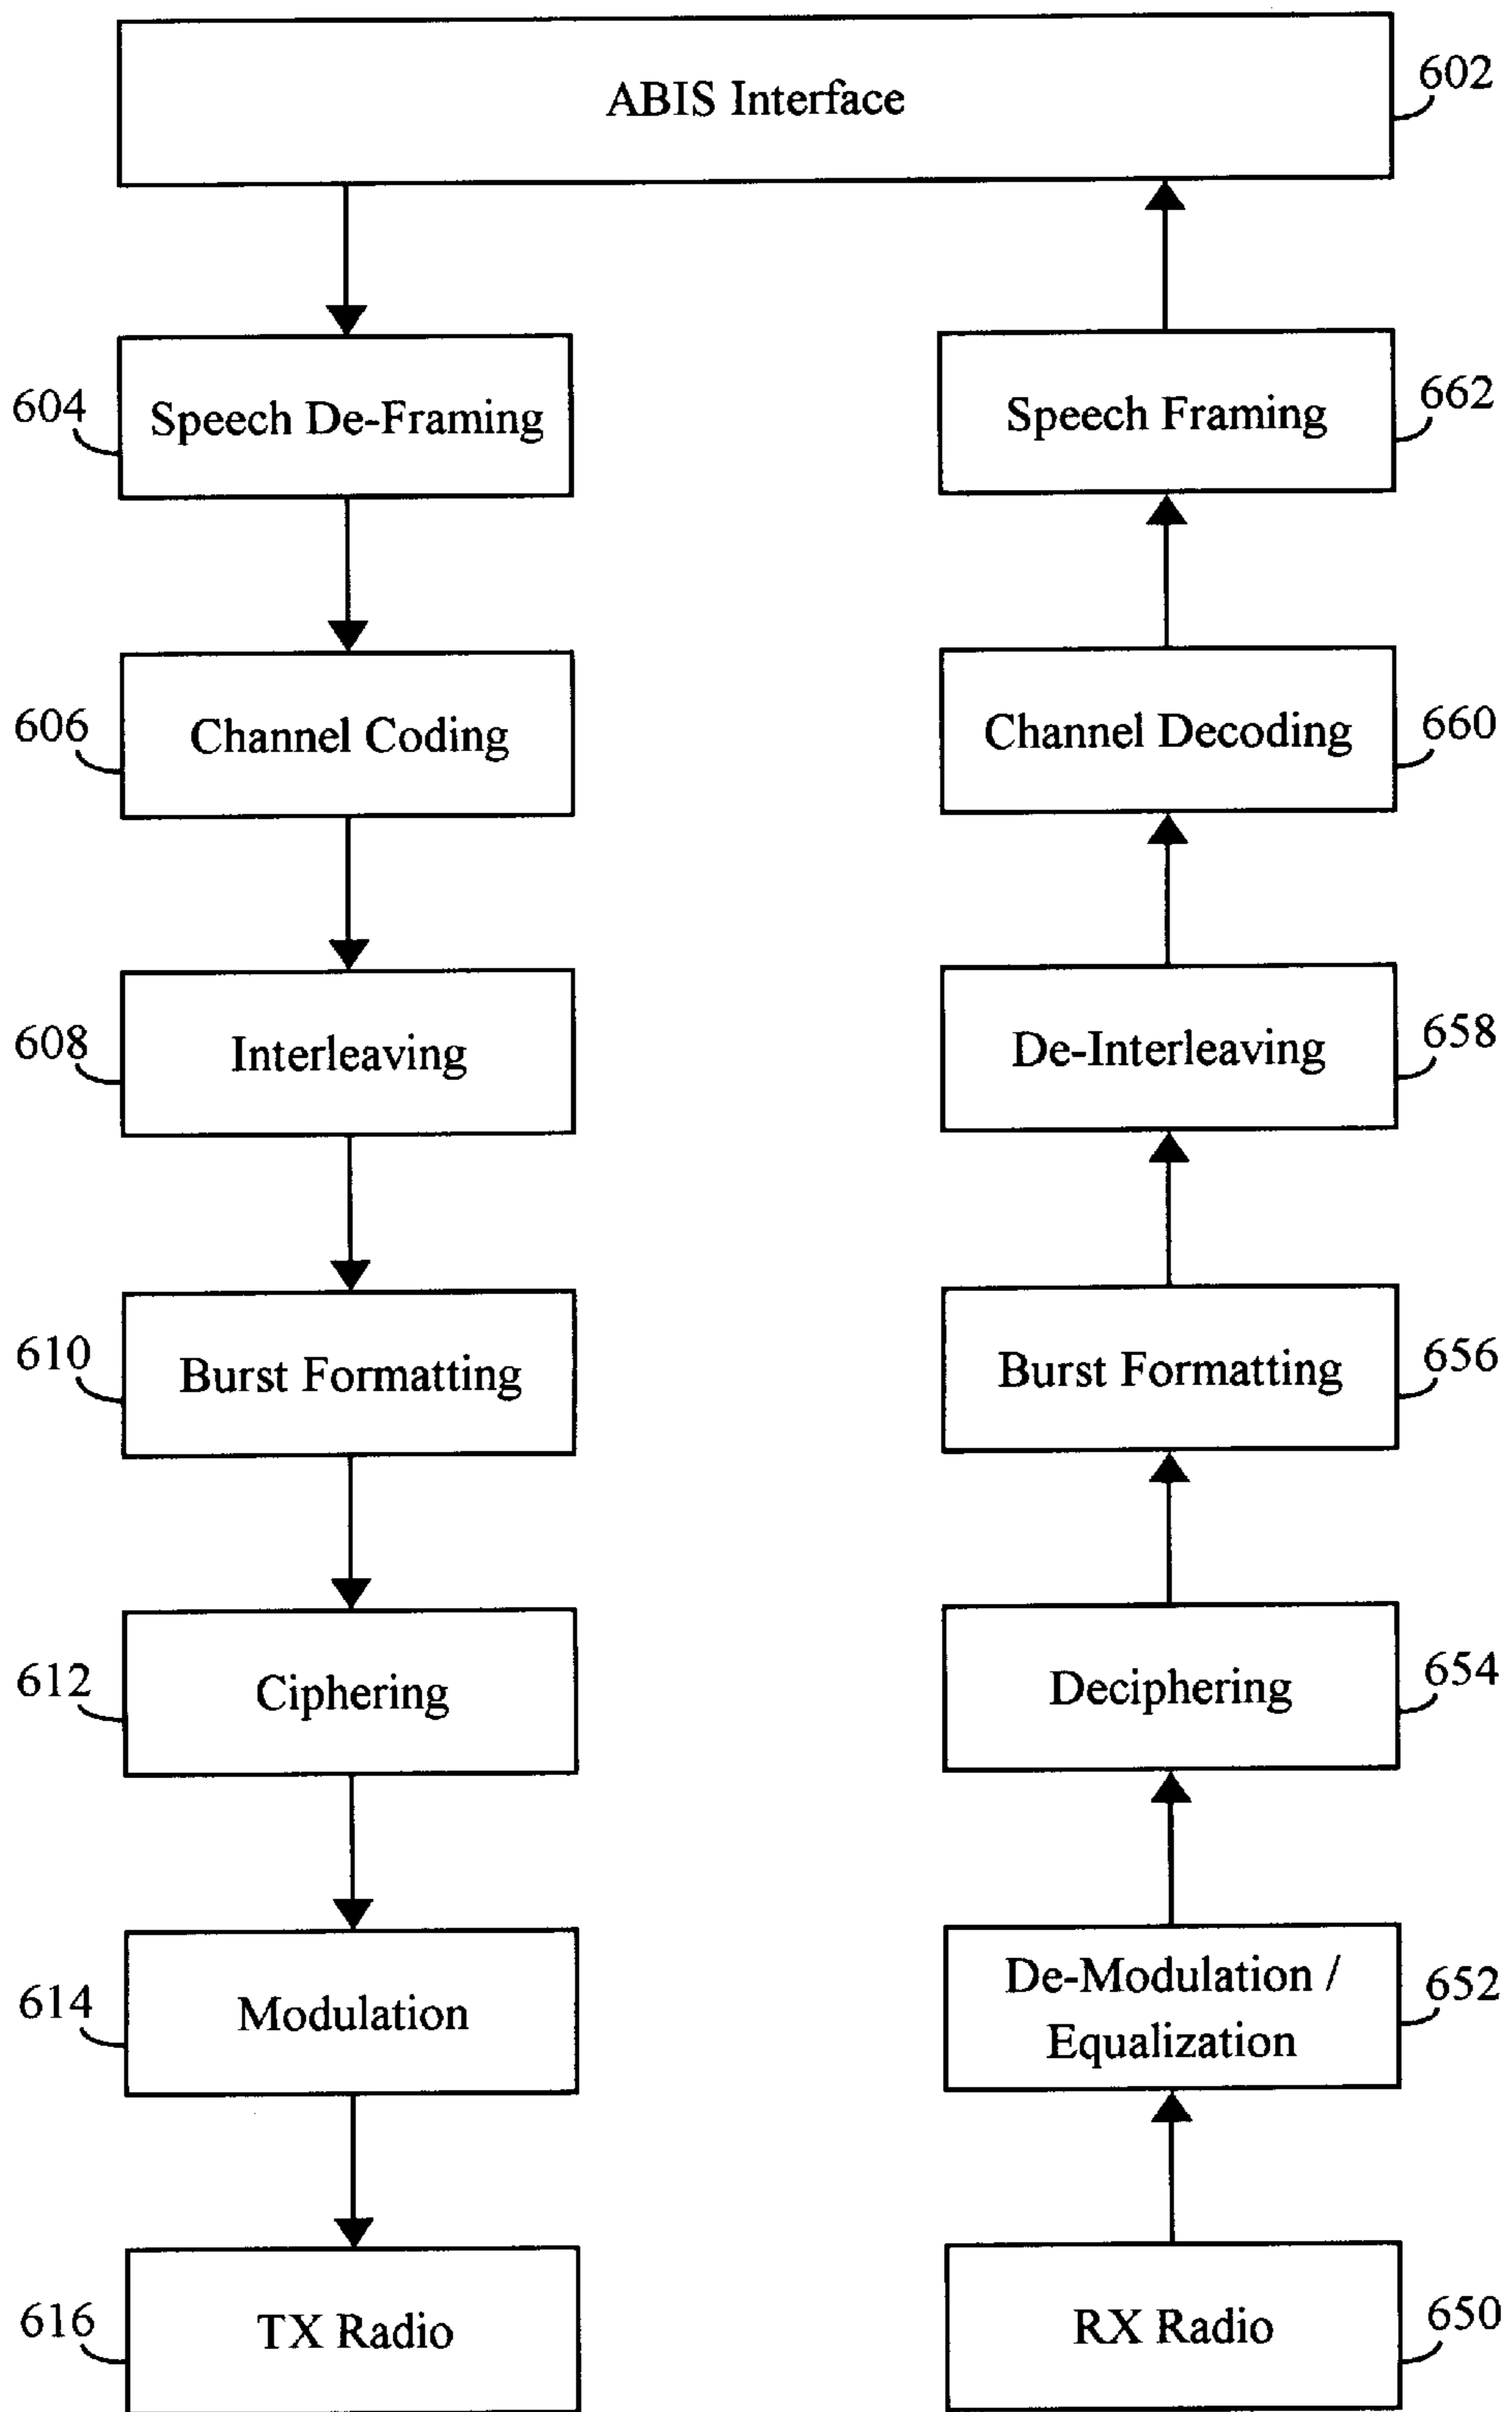 ABIS Interface
602
604
Speech De-Framing
Speech Framing
662
606
Channel Coding
Channel Decoding
660
608
Interleaving
De-Interleaving
658
610
Burst Formatting
Burst Formatting
656
612
Ciphering
Deciphering
654
614
Modulation
De-Modulation /
Equalization
652
616
TX Radio
RX Radio
650